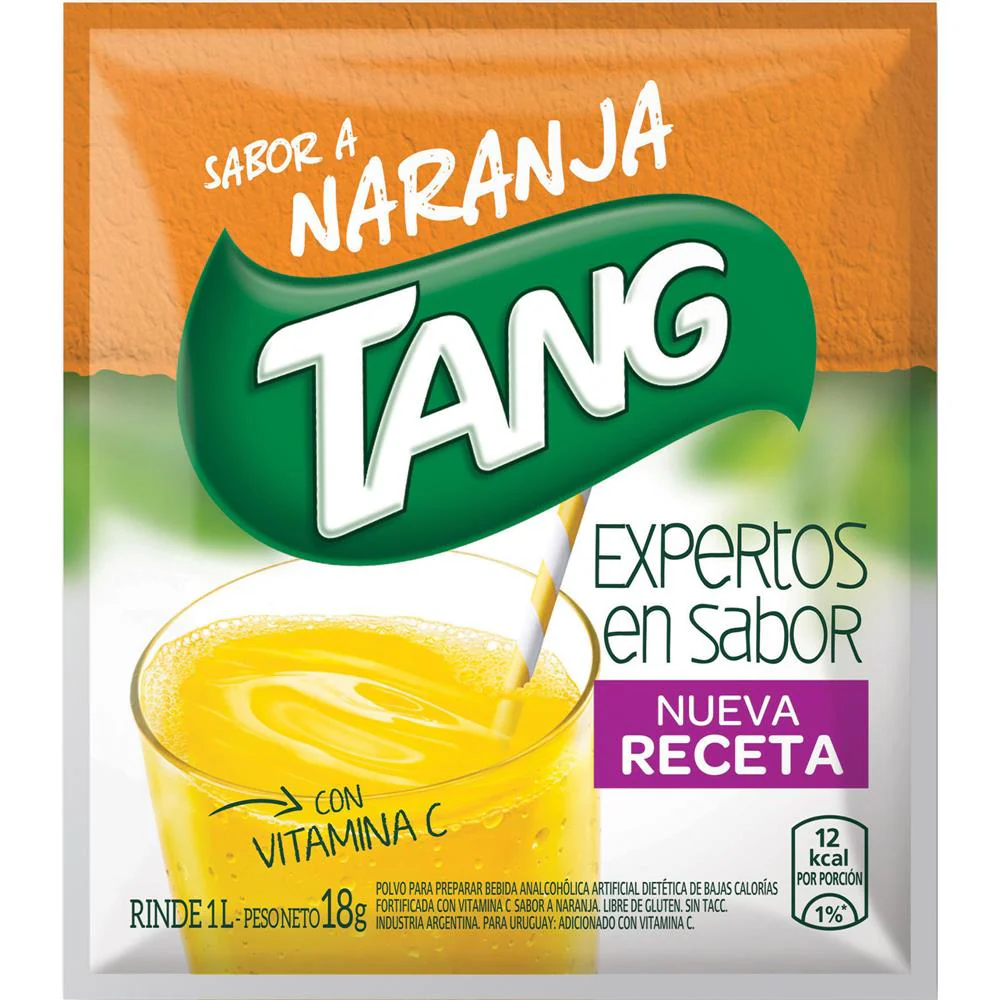 SABOR A
NARANJA
TANG
EXPERTOS
en SABOR
NUEVA
RECETA
CON
VITAMINA C
12
kcal
POR PORCIÓN
1%*
RINDE 1L - PESO NETO 18g
POLVO PARA PREPARAR BEBIDA ANALCOHÓLICA ARTIFICIAL DIETÉTICA DE BAJAS CALORÍAS
FORTIFICADA CON VITAMINA C SABOR A NARANJA. LIBRE DE GLUTEN. SIN TACC.
INDUSTRIA ARGENTINA. PARA URUGUAY: ADICIONADO CON VITAMINA C.